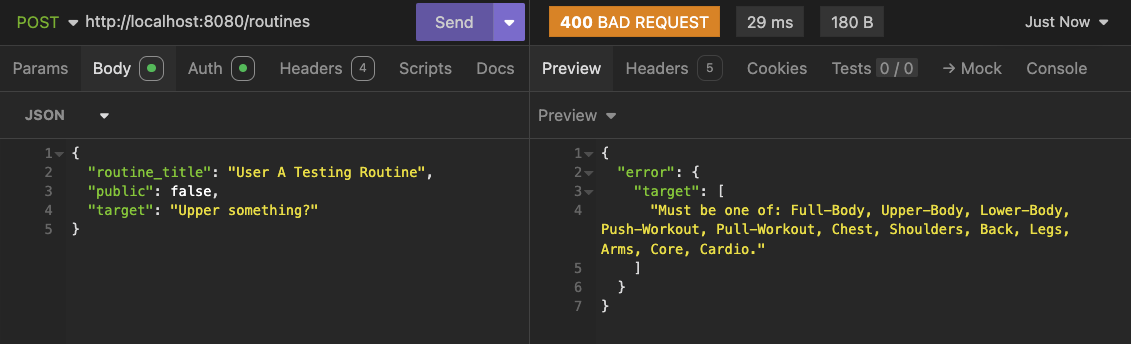 POST http://localhost:8080/routines Send 400 BAD REQUEST 29 ms 180 B Just Now
Params Body Auth Headers 4 Scripts Docs Preview Headers 5 Cookies Tests 0 / 0 → Mock Console
JSON
1 {
2 "routine_title": "User A Testing Routine",
3 "public": false,
4 "target": "Upper something?"
5 }
Preview
1 {
2 "error": {
3 "target": [
4 "Must be one of: Full-Body, Upper-Body, Lower-Body,
Push-Workout, Pull-Workout, Chest, Shoulders, Back, Legs,
Arms, Core, Cardio."
5 ]
6 }
7 }